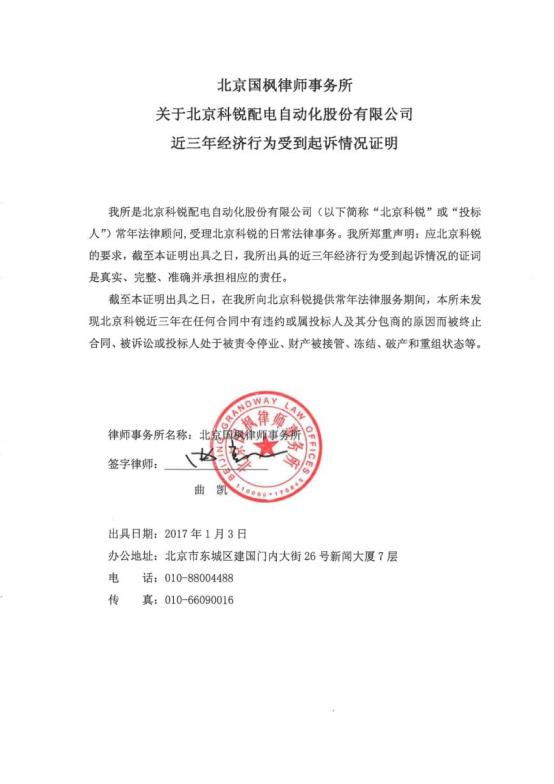 北京国枫律师事务所
关于北京科锐配电自动化股份有限公司
近三年经济行为受到起诉情况证明
我所是北京科锐配电自动化股份有限公司（以下简称“北京科锐”或“投标
人”）常年法律顾问,受理北京科锐的日常法律事务。我所郑重声明：应北京科锐
的要求，截至本证明出具之日，我所出具的近三年经济行为受到起诉情况的证词
是真实、完整、准确并承担相应的责任。
截至本证明出具之日，在我所向北京科锐提供常年法律服务期间，本所未发
现北京科锐近三年在任何合同中有违约或属投标人及其分包商的原因而被终止
合同、被诉讼或投标人处于被责令停业、财产被接管、冻结、破产和重组状态等。
律师事务所名称：北京国枫律师事务所
签字律师：
曲 凯
BEIJING GRANDWAY LAW OFFICES
北京国枫律师事务所
出具日期：2017 年 1 月 3 日
办公地址：北京市东城区建国门内大街 26 号新闻大厦 7 层
电 话：010-88004488
传 真：010-66090016